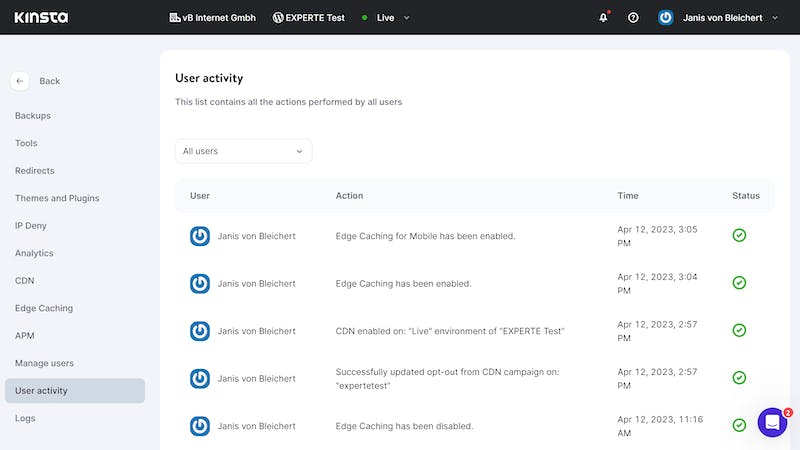 KINSTA
vB Internet Gmbh
EXPERTE Test
Live
Janis von Bleichert
Back
Backups
Tools
Redirects
Themes and Plugins
IP Deny
Analytics
CDN
Edge Caching
APM
Manage users
User activity
Logs
User activity
This list contains all the actions performed by all users
All users
User Action Time Status
Janis von Bleichert Edge Caching for Mobile has been enabled. Apr 12, 2023, 3:05
PM
Janis von Bleichert Edge Caching has been enabled. Apr 12, 2023, 3:04
PM
Janis von Bleichert CDN enabled on: "Live" environment of "EXPERTE Test" Apr 12, 2023, 2:57
PM
Janis von Bleichert Successfully updated opt-out from CDN campaign on: Apr 12, 2023, 2:57
"expertetest" PM
Janis von Bleichert Edge Caching has been disabled. Apr 12, 2023, 11:16
AM
2